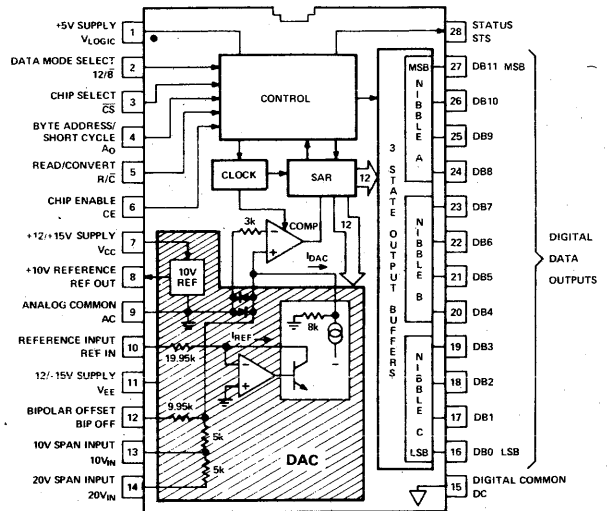 +5V SUPPLY
VLOGIC
1
DATA MODE SELECT
12/8̅
2
CHIP SELECT
C̅S̅
3
BYTE ADDRESS/
SHORT CYCLE
AO
4
READ/CONVERT
R/C̅
5
CHIP ENABLE
CE
6
+12/+15V SUPPLY
VCC
7
+10V REFERENCE
REF OUT
8
ANALOG COMMON
AC
9
REFERENCE INPUT
REF IN
10
12/-15V SUPPLY
VEE
11
BIPOLAR OFFSET
BIP OFF
12
10V SPAN INPUT
10VIN
13
20V SPAN INPUT
20VIN
14
CONTROL
CLOCK
SAR
12
3k
COMP
12
IDAC
10V
REF
19.95k
IREF
8k
9.95k
5k
5k
DAC
3 STATE OUTPUT BUFFERS
MSB
NIBBLE A
NIBBLE B
NIBBLE C
LSB
28
STATUS
STS
27 DB11 MSB
26 DB10
25 DB9
24 DB8
23 DB7
22 DB6
21 DB5
20 DB4
19 DB3
18 DB2
17 DB1
16 DB0 LSB
15 DIGITAL COMMON
DC
DIGITAL
DATA
OUTPUTS